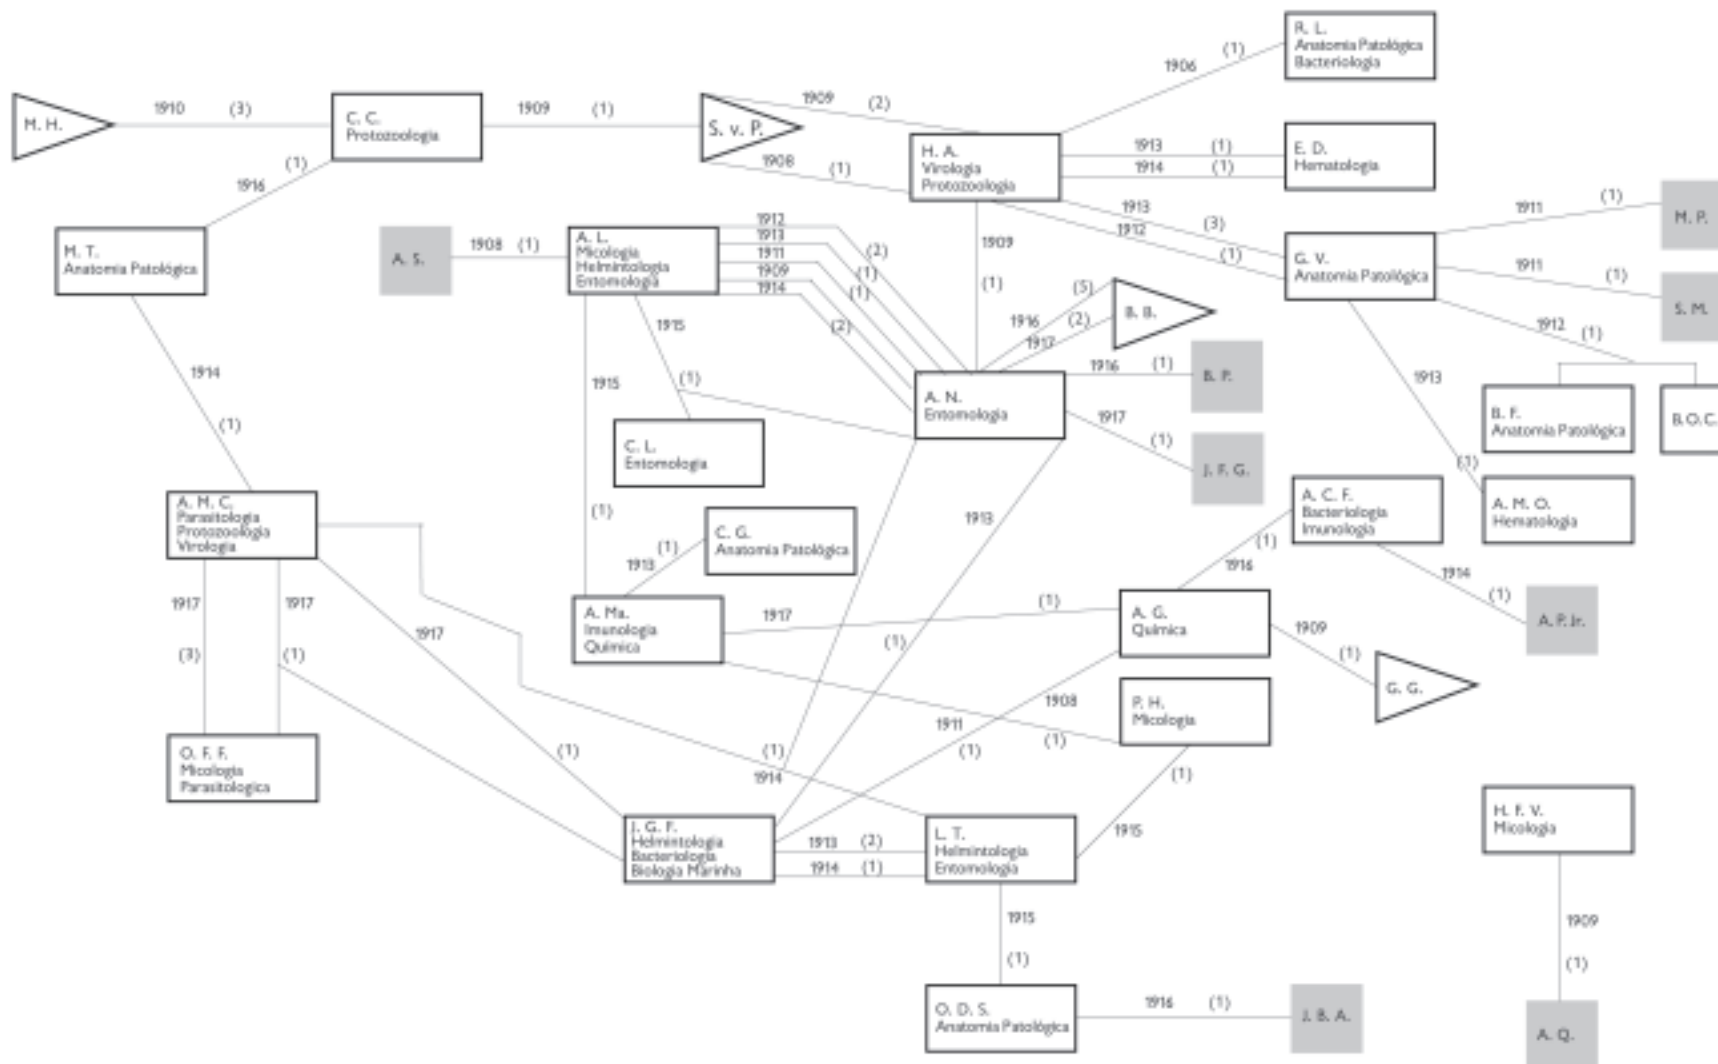 R. L.
Anatomia Patológica
Bacteriologia
1906 (1)
M. H.
1910 (3)
C. C.
Protozoologia
1909 (1)
S. v. P.
1909 (2)
1908 (1)
H. A.
Virologia
Protozoologia
1913 (1)
1914 (1)
E. D.
Hematologia
(1)
1916
M. T.
Anatomia Patológica
A. S.
1908 (1)
A. L.
Micologia
Helmintologia
Entomologia
1912
1913
1911
1909
1914
(2)
(1)
(1)
(2)
1909
(1)
1913
(3)
1912
(1)
G. V.
Anatomia Patológica
1911 (1)
M. P.
1911 (1)
S. M.
1912 (1)
B. F.
Anatomia Patológica
B. O. C.
1913
(1)
A. M. O.
Hematologia
(5)
1916
(2)
1917
B. B.
1916 (1)
B. P.
1917
(1)
J. F. G.
A. N.
Entomologia
1915
(1)
C. L.
Entomologia
1915
(1)
1914
(1)
A. M. C.
Parasitologia
Protozoologia
Virologia
C. G.
Anatomia Patológica
(1)
1913
A. Ma.
Imunologia
Química
1913
(1)
A. C. F.
Bacteriologia
Imunologia
(1)
1916
1914
(1)
A. P. Jr.
1917 (1)
A. G.
Química
1909
(1)
G. G.
1917
(3)
1917
(1)
1917
(1)
O. F. F.
Micologia
Parasitologica
1908
(1)
P. H.
Micologia
1911
(1)
(1)
1914
(1)
1915
J. G. F.
Helmintologia
Bacteriologia
Biologia Marinha
1913 (2)
1914 (1)
L. T.
Helmintologia
Entomologia
H. F. V.
Micologia
1909
(1)
A. Q.
1915
(1)
O. D. S.
Anatomia Patológica
1916 (1)
J. B. A.